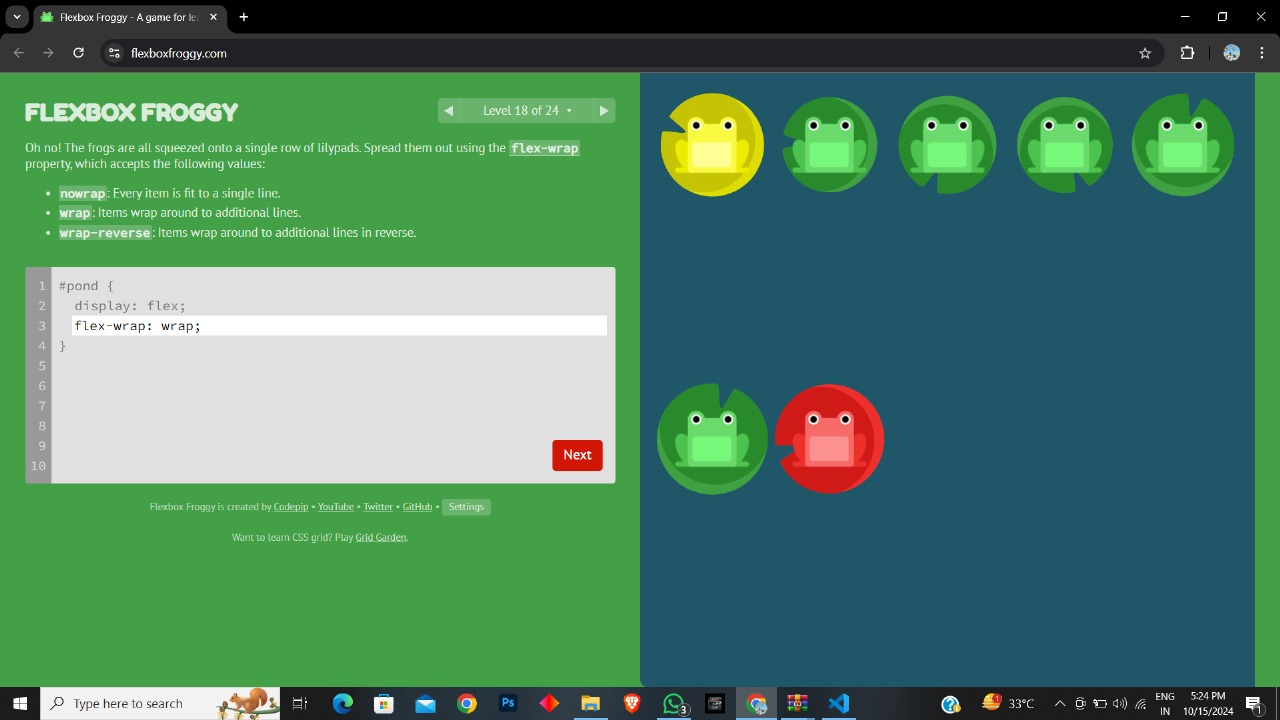 Flexbox Froggy - A game for le
flexboxfroggy.com
FLEXBOX FROGGY
Level 18 of 24
Oh no! The frogs are all squeezed onto a single row of lilypads. Spread them out using the flex-wrap
property, which accepts the following values:
• nowrap: Every item is fit to a single line.
• wrap: Items wrap around to additional lines.
• wrap-reverse: Items wrap around to additional lines in reverse.
1 #pond {
2 display: flex;
3 flex-wrap: wrap;
4 }
5
6
7
8
9
10
Next
Flexbox Froggy is created by Codepip • YouTube • Twitter • GitHub • Settings
Want to learn CSS grid? Play Grid Garden.
Type here to search
Ps
3
1
33°C
ENG
IN
5:24 PM
10/15/2024
1